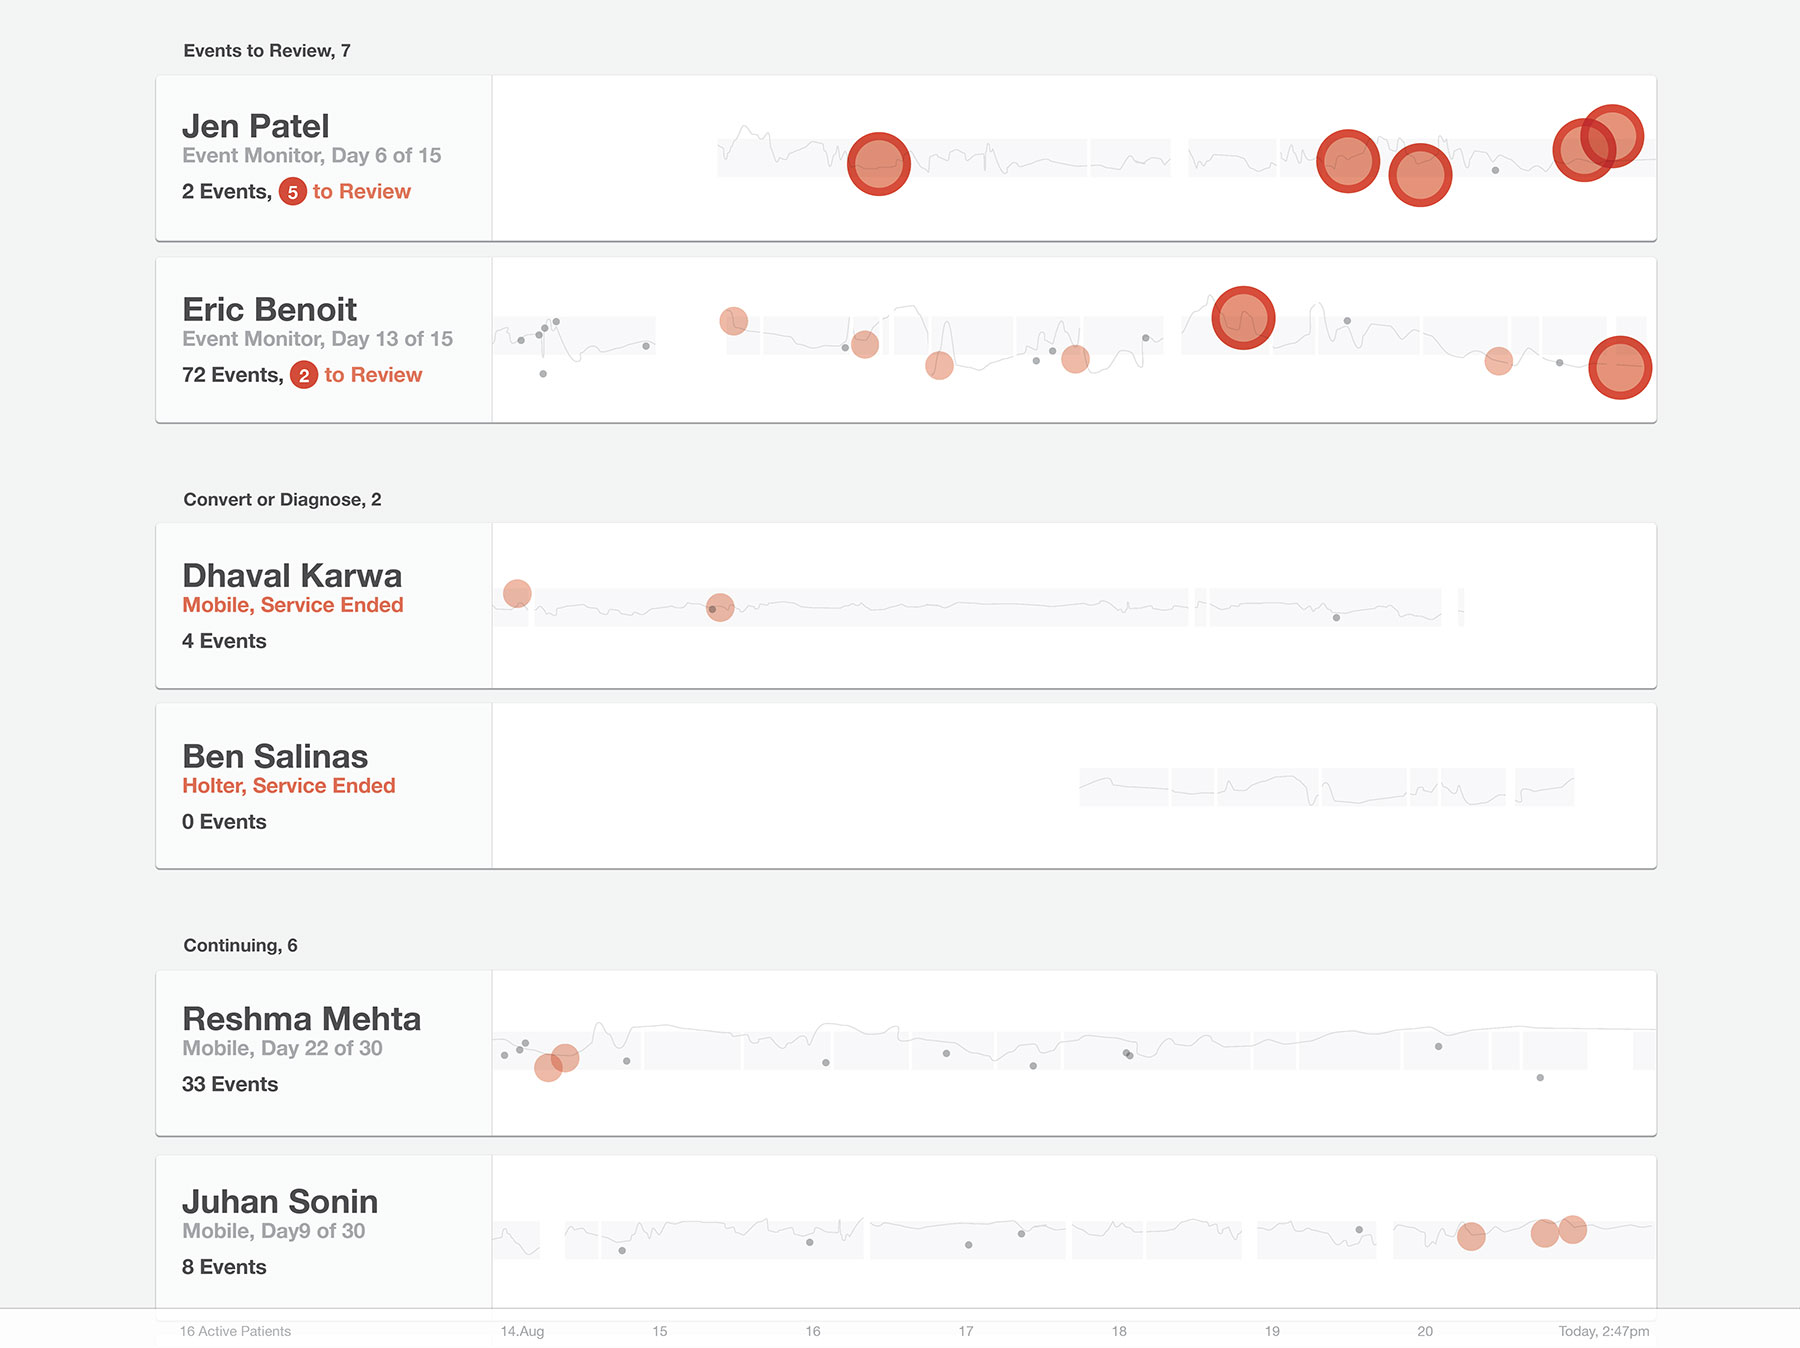 Events to Review, 7
Jen Patel
Event Monitor, Day 6 of 15
2 Events, 5 to Review
Eric Benoit
Event Monitor, Day 13 of 15
72 Events, 2 to Review
Convert or Diagnose, 2
Dhaval Karwa
Mobile, Service Ended
4 Events
Ben Salinas
Holter, Service Ended
0 Events
Continuing, 6
Reshma Mehta
Mobile, Day 22 of 30
33 Events
Juhan Sonin
Mobile, Day9 of 30
8 Events
16 Active Patients 14.Aug 15 16 17 18 19 20 Today, 2:47pm